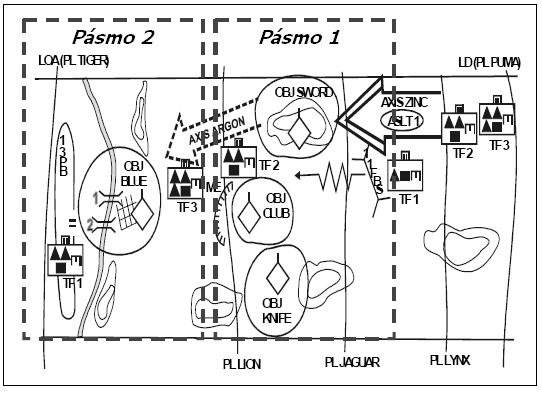 Pásmo 2 Pásmo 1
LOA (PL TIGER)
LD (PL PUMA)
OBJ SWORD
AXIS ZINC
ASLT 1
AXIS ARGON
E
TF2
E
TF3
13PB
OBJ
BLUE
1
2
E
TF3
E
TF2
E
TF1
OBJ
CLUB
E
TF1
OBJ
KNIFE
PL LION
PL JAGUAR
PL LYNX